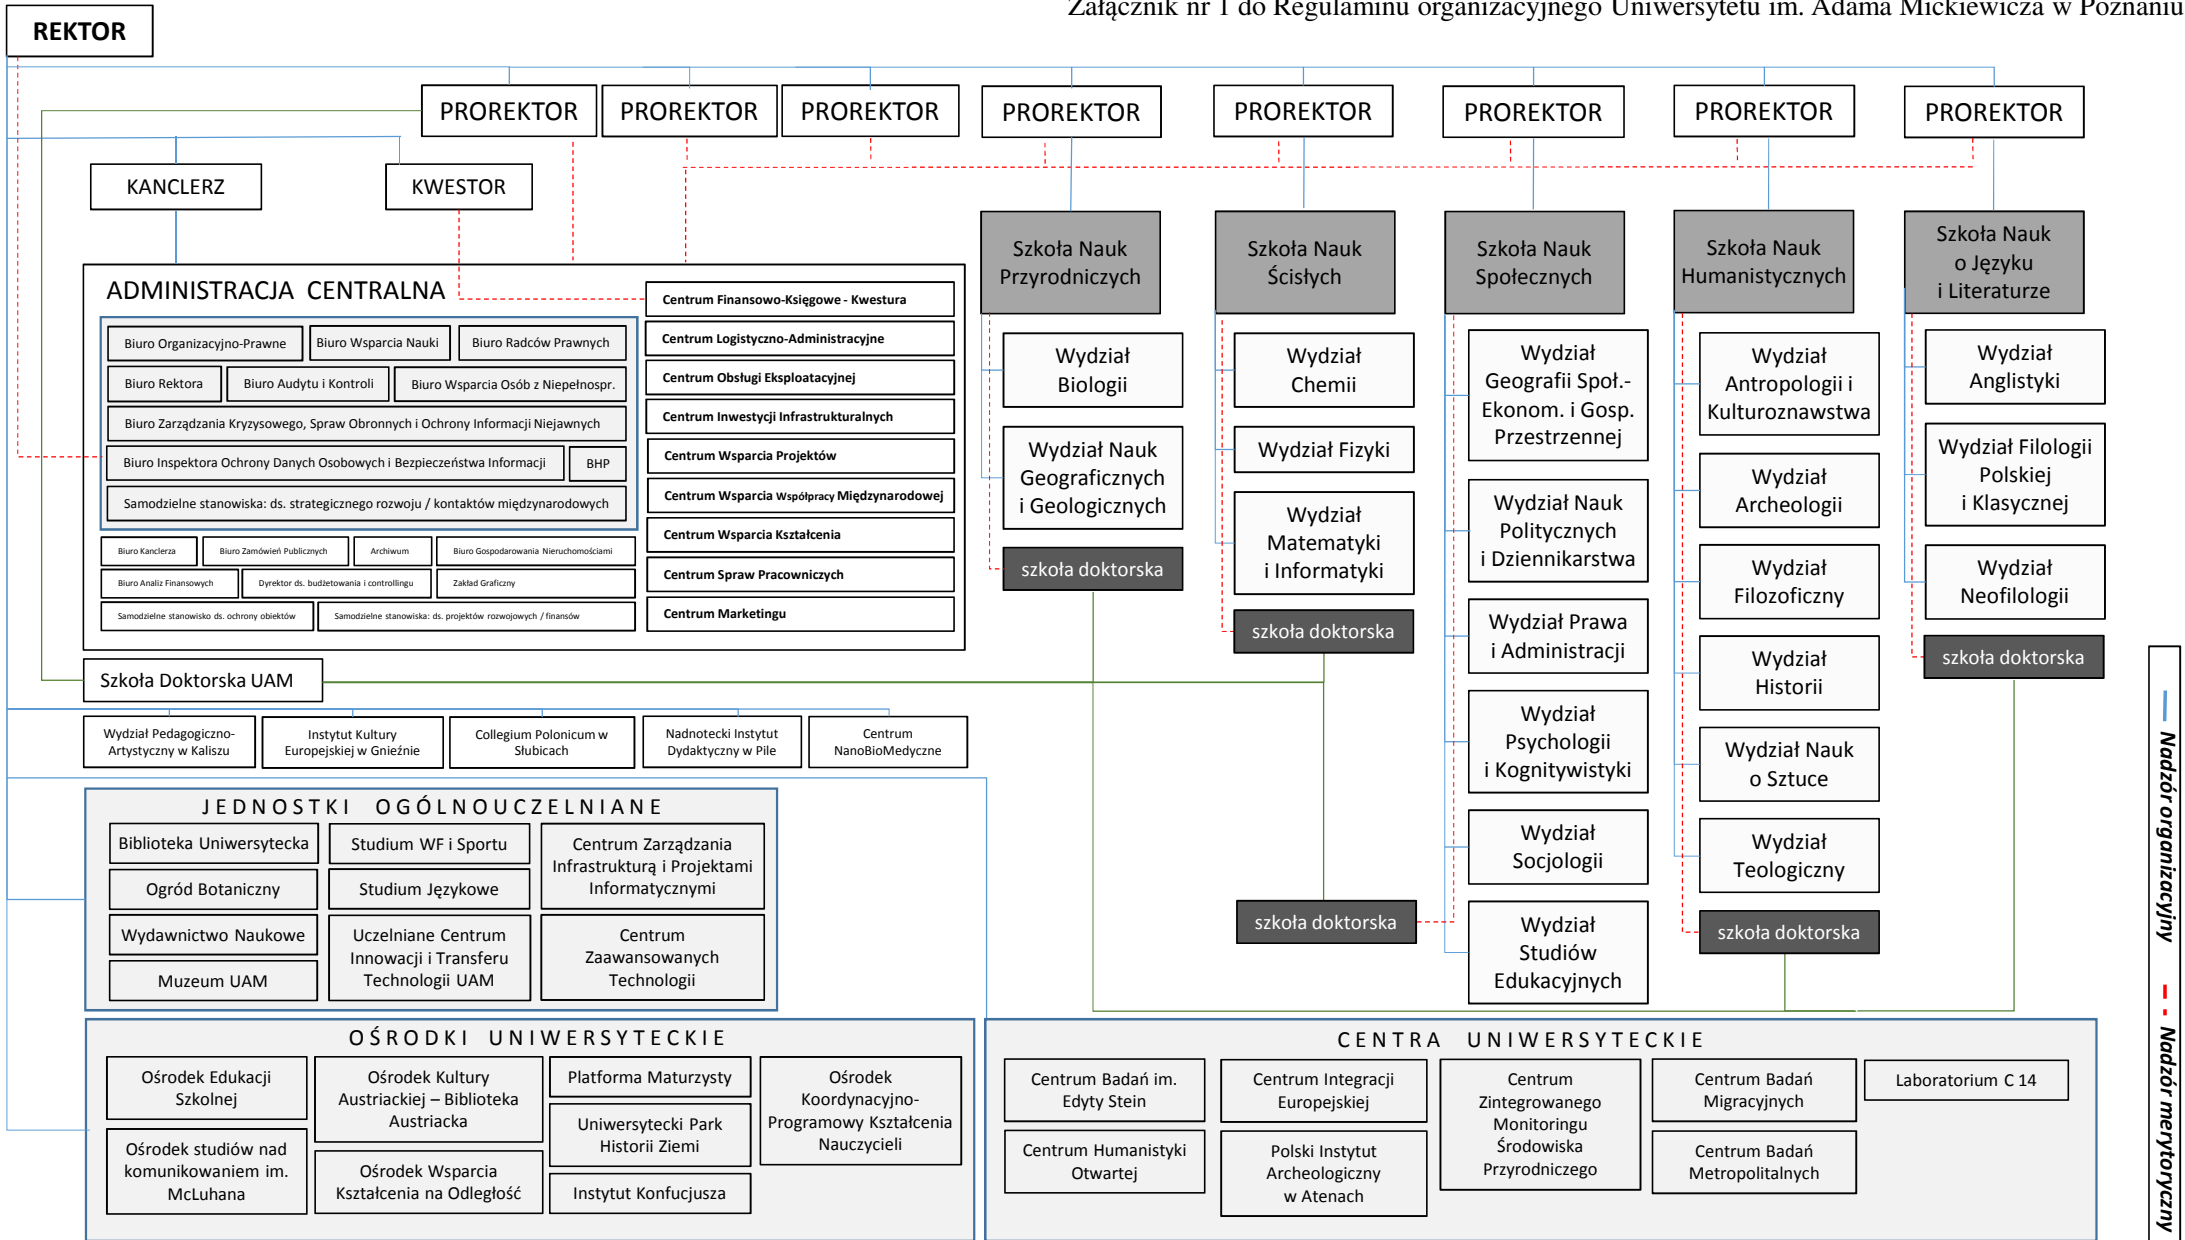 Załącznik nr 1 do Regulaminu organizacyjnego Uniwersytetu im. Adama Mickiewicza w Poznaniu
REKTOR
PROREKTOR
PROREKTOR
PROREKTOR
PROREKTOR
PROREKTOR
PROREKTOR
PROREKTOR
PROREKTOR
KANCLERZ
KWESTOR
ADMINISTRACJA CENTRALNA
Biuro Organizacyjno-Prawne
Biuro Wsparcia Nauki
Biuro Radców Prawnych
Biuro Rektora
Biuro Audytu i Kontroli
Biuro Wsparcia Osób z Niepełnospr.
Biuro Zarządzania Kryzysowego, Spraw Obronnych i Ochrony Informacji Niejawnych
Biuro Inspektora Ochrony Danych Osobowych i Bezpieczeństwa Informacji
BHP
Samodzielne stanowiska: ds. strategicznego rozwoju / kontaktów międzynarodowych
Biuro Kanclerza
Biuro Zamówień Publicznych
Archiwum
Biuro Gospodarowania Nieruchomościami
Biuro Analiz Finansowych
Dyrektor ds. budżetowania i controllingu
Zakład Graficzny
Samodzielne stanowisko ds. ochrony obiektów
Samodzielne stanowiska: ds. projektów rozwojowych / finansów
Centrum Finansowo-Księgowe - Kwestura
Centrum Logistyczno-Administracyjne
Centrum Obsługi Eksploatacyjnej
Centrum Inwestycji Infrastrukturalnych
Centrum Wsparcia Projektów
Centrum Wsparcia Współpracy Międzynarodowej
Centrum Wsparcia Kształcenia
Centrum Spraw Pracowniczych
Centrum Marketingu
Szkoła Nauk
Przyrodniczych
Wydział
Biologii
Wydział Nauk
Geograficznych
i Geologicznych
szkoła doktorska
Szkoła Nauk
Ścisłych
Wydział
Chemii
Wydział Fizyki
Wydział
Matematyki
i Informatyki
szkoła doktorska
Szkoła Nauk
Społecznych
Wydział
Geografii Społ.-
Ekonom. i Gosp.
Przestrzennej
Wydział Nauk
Politycznych
i Dziennikarstwa
Wydział Prawa
i Administracji
Wydział
Psychologii
i Kognitywistyki
Wydział
Socjologii
Wydział
Studiów
Edukacyjnych
szkoła doktorska
Szkoła Nauk
Humanistycznych
Wydział
Antropologii i
Kulturoznawstwa
Wydział
Archeologii
Wydział
Filozoficzny
Wydział
Historii
Wydział Nauk
o Sztuce
Wydział
Teologiczny
szkoła doktorska
Szkoła Nauk
o Języku
i Literaturze
Wydział
Anglistyki
Wydział Filologii
Polskiej
i Klasycznej
Wydział
Neofilologii
szkoła doktorska
Szkoła Doktorska UAM
Wydział Pedagogiczno-
Artystyczny w Kaliszu
Instytut Kultury
Europejskiej w Gnieźnie
Collegium Polonicum w
Słubicach
Nadnotecki Instytut
Dydaktyczny w Pile
Centrum
NanoBioMedyczne
JEDNOSTKI OGÓLNOUCZELNIANE
Biblioteka Uniwersytecka
Ogród Botaniczny
Wydawnictwo Naukowe
Muzeum UAM
Studium WF i Sportu
Studium Językowe
Uczelniane Centrum
Innowacji i Transferu
Technologii UAM
Centrum Zarządzania
Infrastrukturą i Projektami
Informatycznymi
Centrum
Zaawansowanych
Technologii
OŚRODKI UNIWERSYTECKIE
Ośrodek Edukacji
Szkolnej
Ośrodek studiów nad
komunikowaniem im.
McLuhana
Ośrodek Kultury
Austriackiej – Biblioteka
Austriacka
Ośrodek Wsparcia
Kształcenia na Odległość
Platforma Maturzysty
Uniwersytecki Park
Historii Ziemi
Instytut Konfucjusza
Ośrodek
Koordynacyjno-
Programowy Kształcenia
Nauczycieli
CENTRA UNIWERSYTECKIE
Centrum Badań im.
Edyty Stein
Centrum Humanistyki
Otwartej
Centrum Integracji
Europejskiej
Polski Instytut
Archeologiczny
w Atenach
Centrum
Zintegrowanego
Monitoringu
Środowiska
Przyrodniczego
Centrum Badań
Migracyjnych
Centrum Badań
Metropolitalnych
Laboratorium C 14
Nadzór organizacyjny
Nadzór merytoryczny